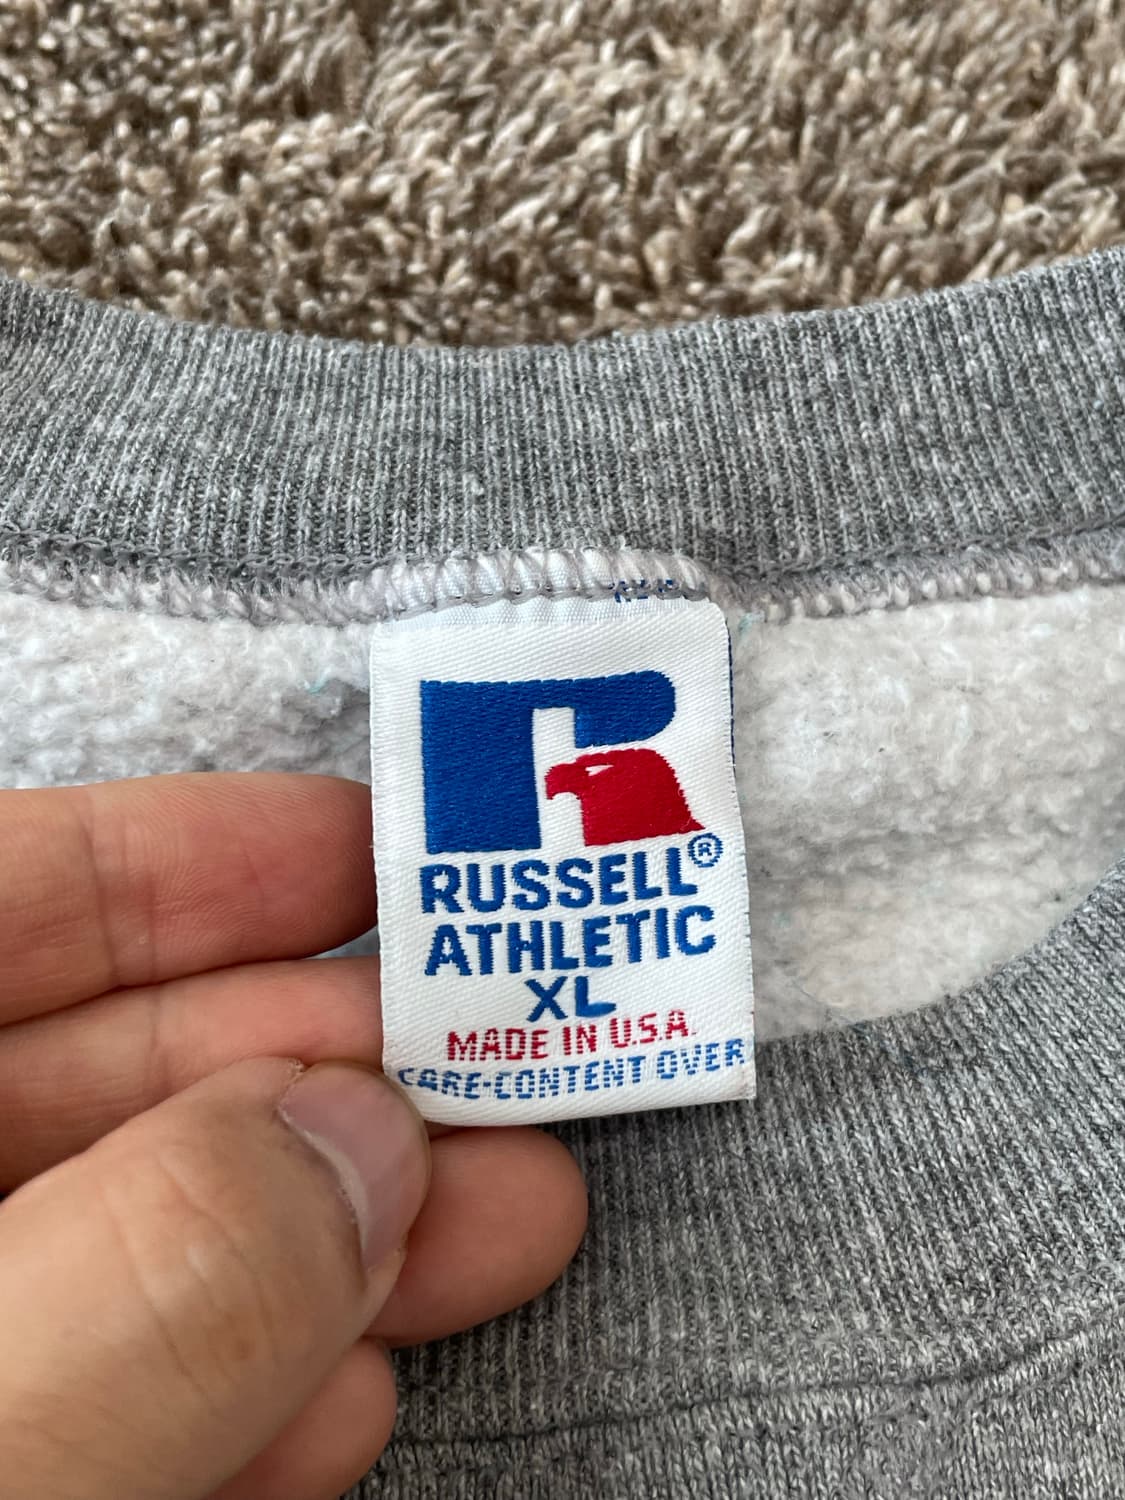 RUSSELL®
ATHLETIC
XL
MADE IN U.S.A.
CARE-CONTENT OVER